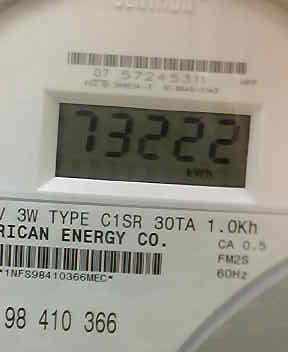 07 57245311
73222
kWh
V 3W TYPE C1SR 30TA 1.0Kh
RICAN ENERGY CO.
CA 0.5
FM2S
60Hz
*1NFS98410366MEC*
98 410 366